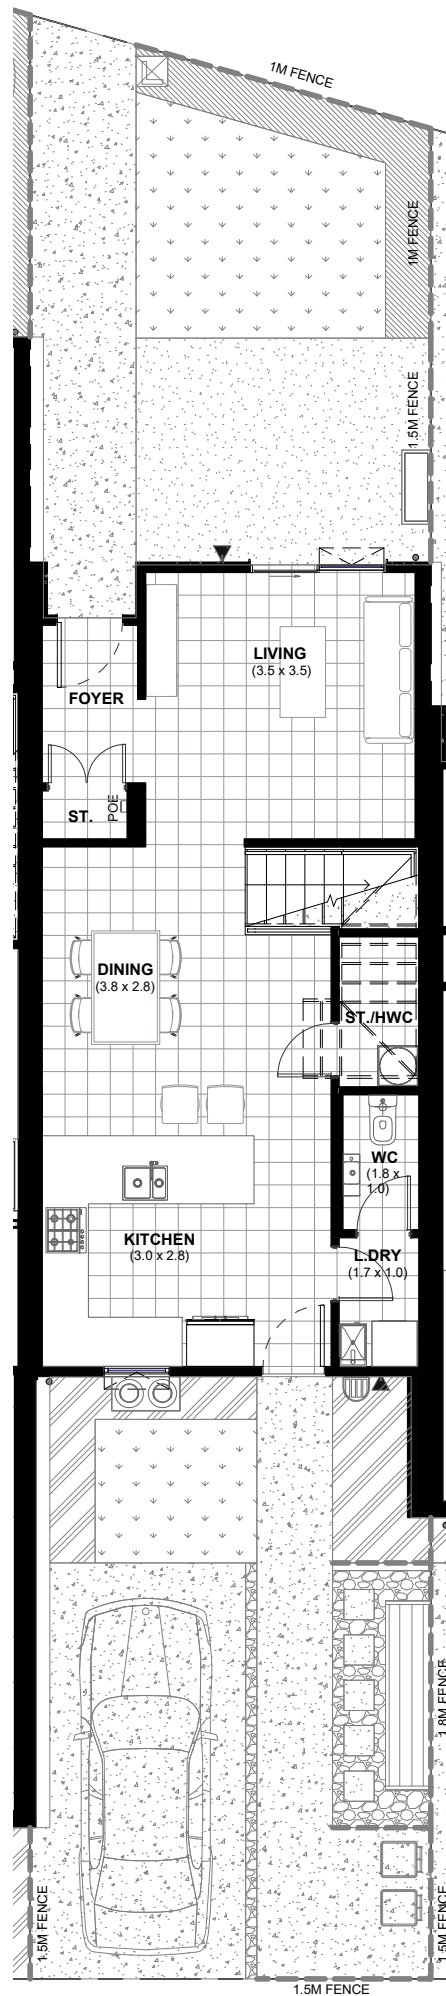 1M FENCE
1M FENCE
1.5M FENCE
LIVING
(3.5 x 3.5)
FOYER
ST.
POE
DINING
(3.8 x 2.8)
ST./HWC
WC
(1.8 x
1.0)
KITCHEN
(3.0 x 2.8)
L.DRY
(1.7 x 1.0)
1.8M FENCE
1.5M FENCE
1.5M FENCE
1.5M FENCE